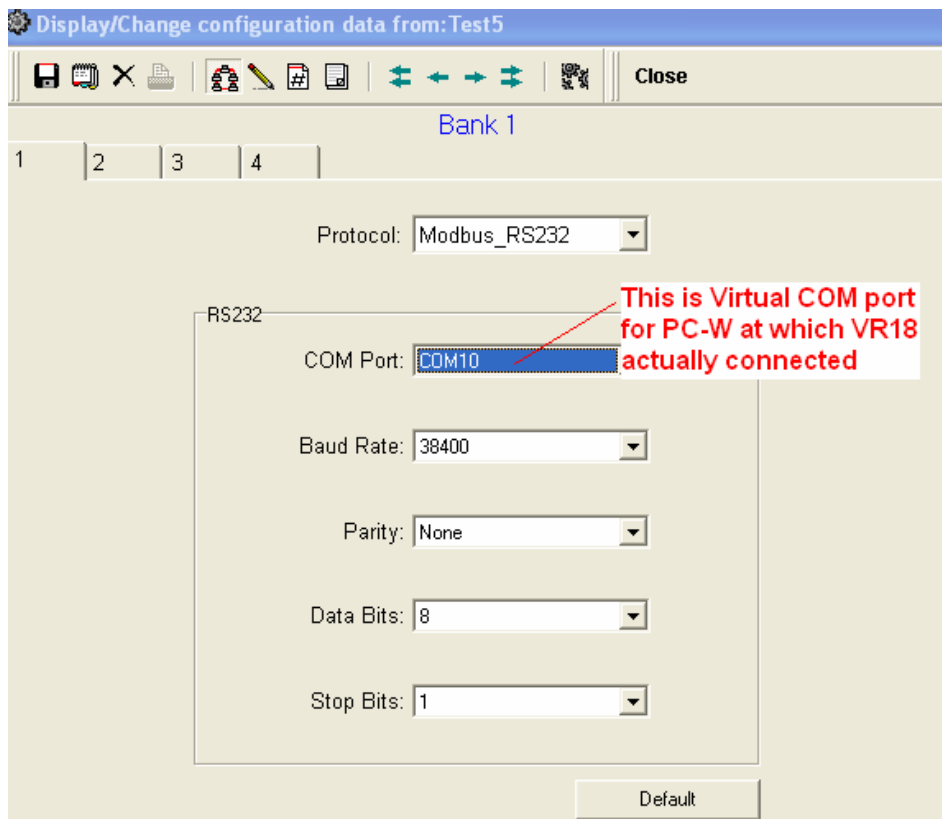 Display/Change configuration data from:Test5
Close
Bank 1
1 2 3 4
Protocol: Modbus_RS232
RS232
This is Virtual COM port
for PC-W at which VR18
actually connected
COM Port: COM10
Baud Rate: 38400
Parity: None
Data Bits: 8
Stop Bits: 1
Default